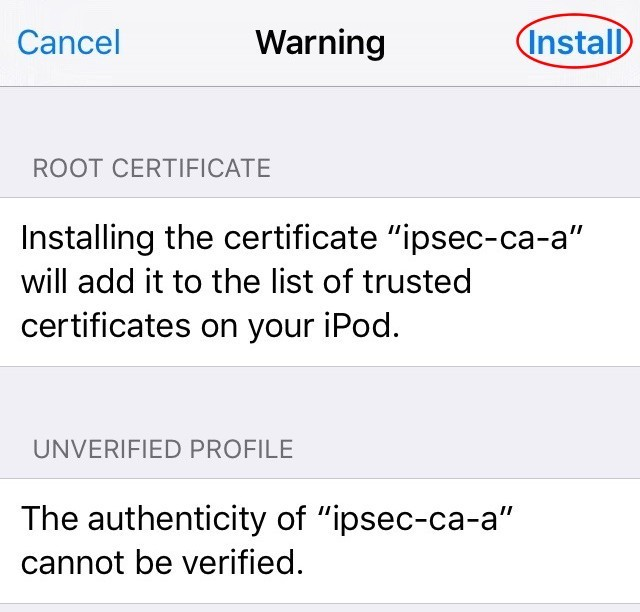 Cancel Warning Install
ROOT CERTIFICATE
Installing the certificate “ipsec-ca-a”
will add it to the list of trusted
certificates on your iPod.
UNVERIFIED PROFILE
The authenticity of “ipsec-ca-a”
cannot be verified.